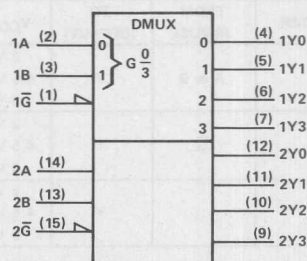 DMUX
1A (2) 0 G 0/3 0 (4) 1Y0
1B (3) 1 1 (5) 1Y1
1G̅ (1) 2 (6) 1Y2
3 (7) 1Y3
(12) 2Y0
2A (14) (11) 2Y1
2B (13) (10) 2Y2
2G̅ (15) (9) 2Y3